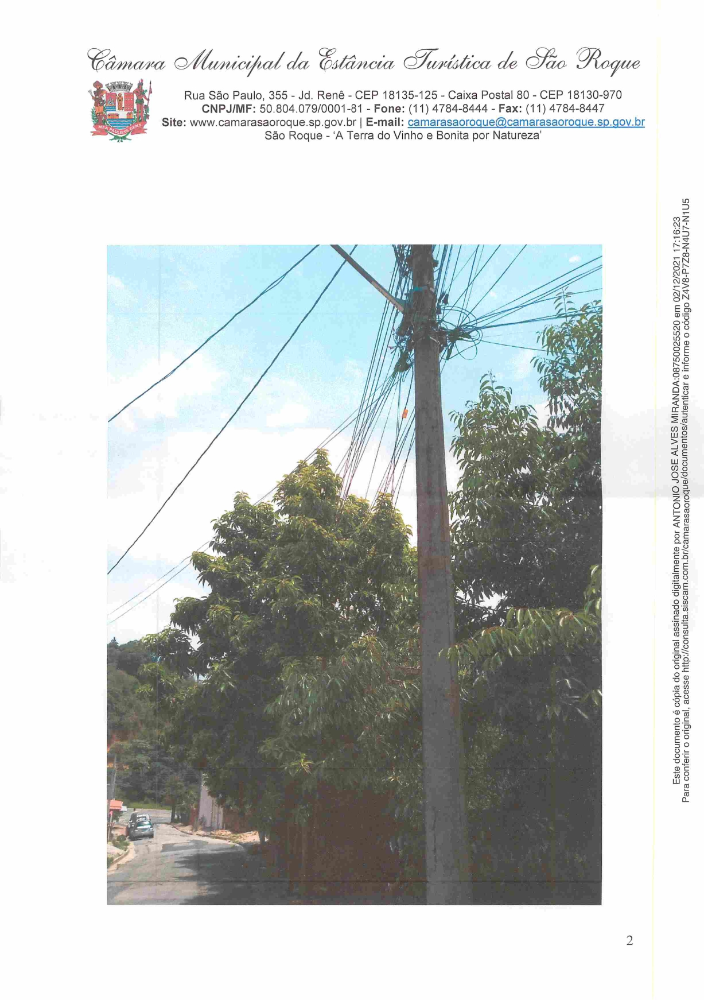 Câmara Municipal da Estância Turística de São Roque
Rua São Paulo, 355 - Jd. Renê - CEP 18135-125 - Caixa Postal 80 - CEP 18130-970
CNPJ/MF: 50.804.079/0001-81 - Fone: (11) 4784-8444 - Fax: (11) 4784-8447
Site: www.camarasaoroque.sp.gov.br | E-mail: camarasaoroque@camarasaoroque.sp.gov.br
São Roque - 'A Terra do Vinho e Bonita por Natureza'
MEA PAULISTA GENS
Este documento é cópia do original assinado digitalmente por ANTONIO JOSE ALVES MIRANDA:08750025520 em 02/12/2021 17:16:23
Para conferir o original, acesse http://consulta.siscam.com.br/camarasaoroque/documentos/autenticar e informe o código Z4V8-P7Z8-N4U7-N1U5
2